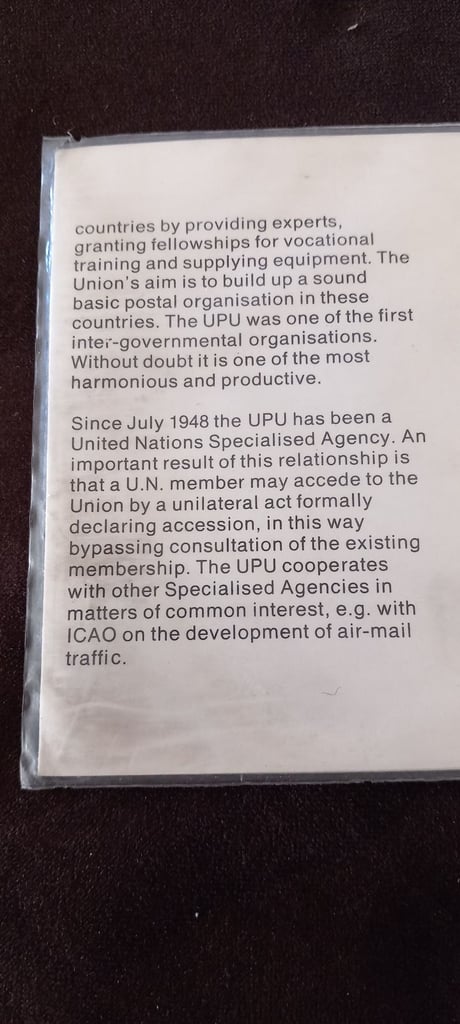 countries by providing experts,
granting fellowships for vocational
training and supplying equipment. The
Union's aim is to build up a sound
basic postal organisation in these
countries. The UPU was one of the first
inter-governmental organisations.
Without doubt it is one of the most
harmonious and productive.
Since July 1948 the UPU has been a
United Nations Specialised Agency. An
important result of this relationship is
that a U.N. member may accede to the
Union by a unilateral act formally
declaring accession, in this way
bypassing consultation of the existing
membership. The UPU cooperates
with other Specialised Agencies in
matters of common interest, e.g. with
ICAO on the development of air-mail
traffic.